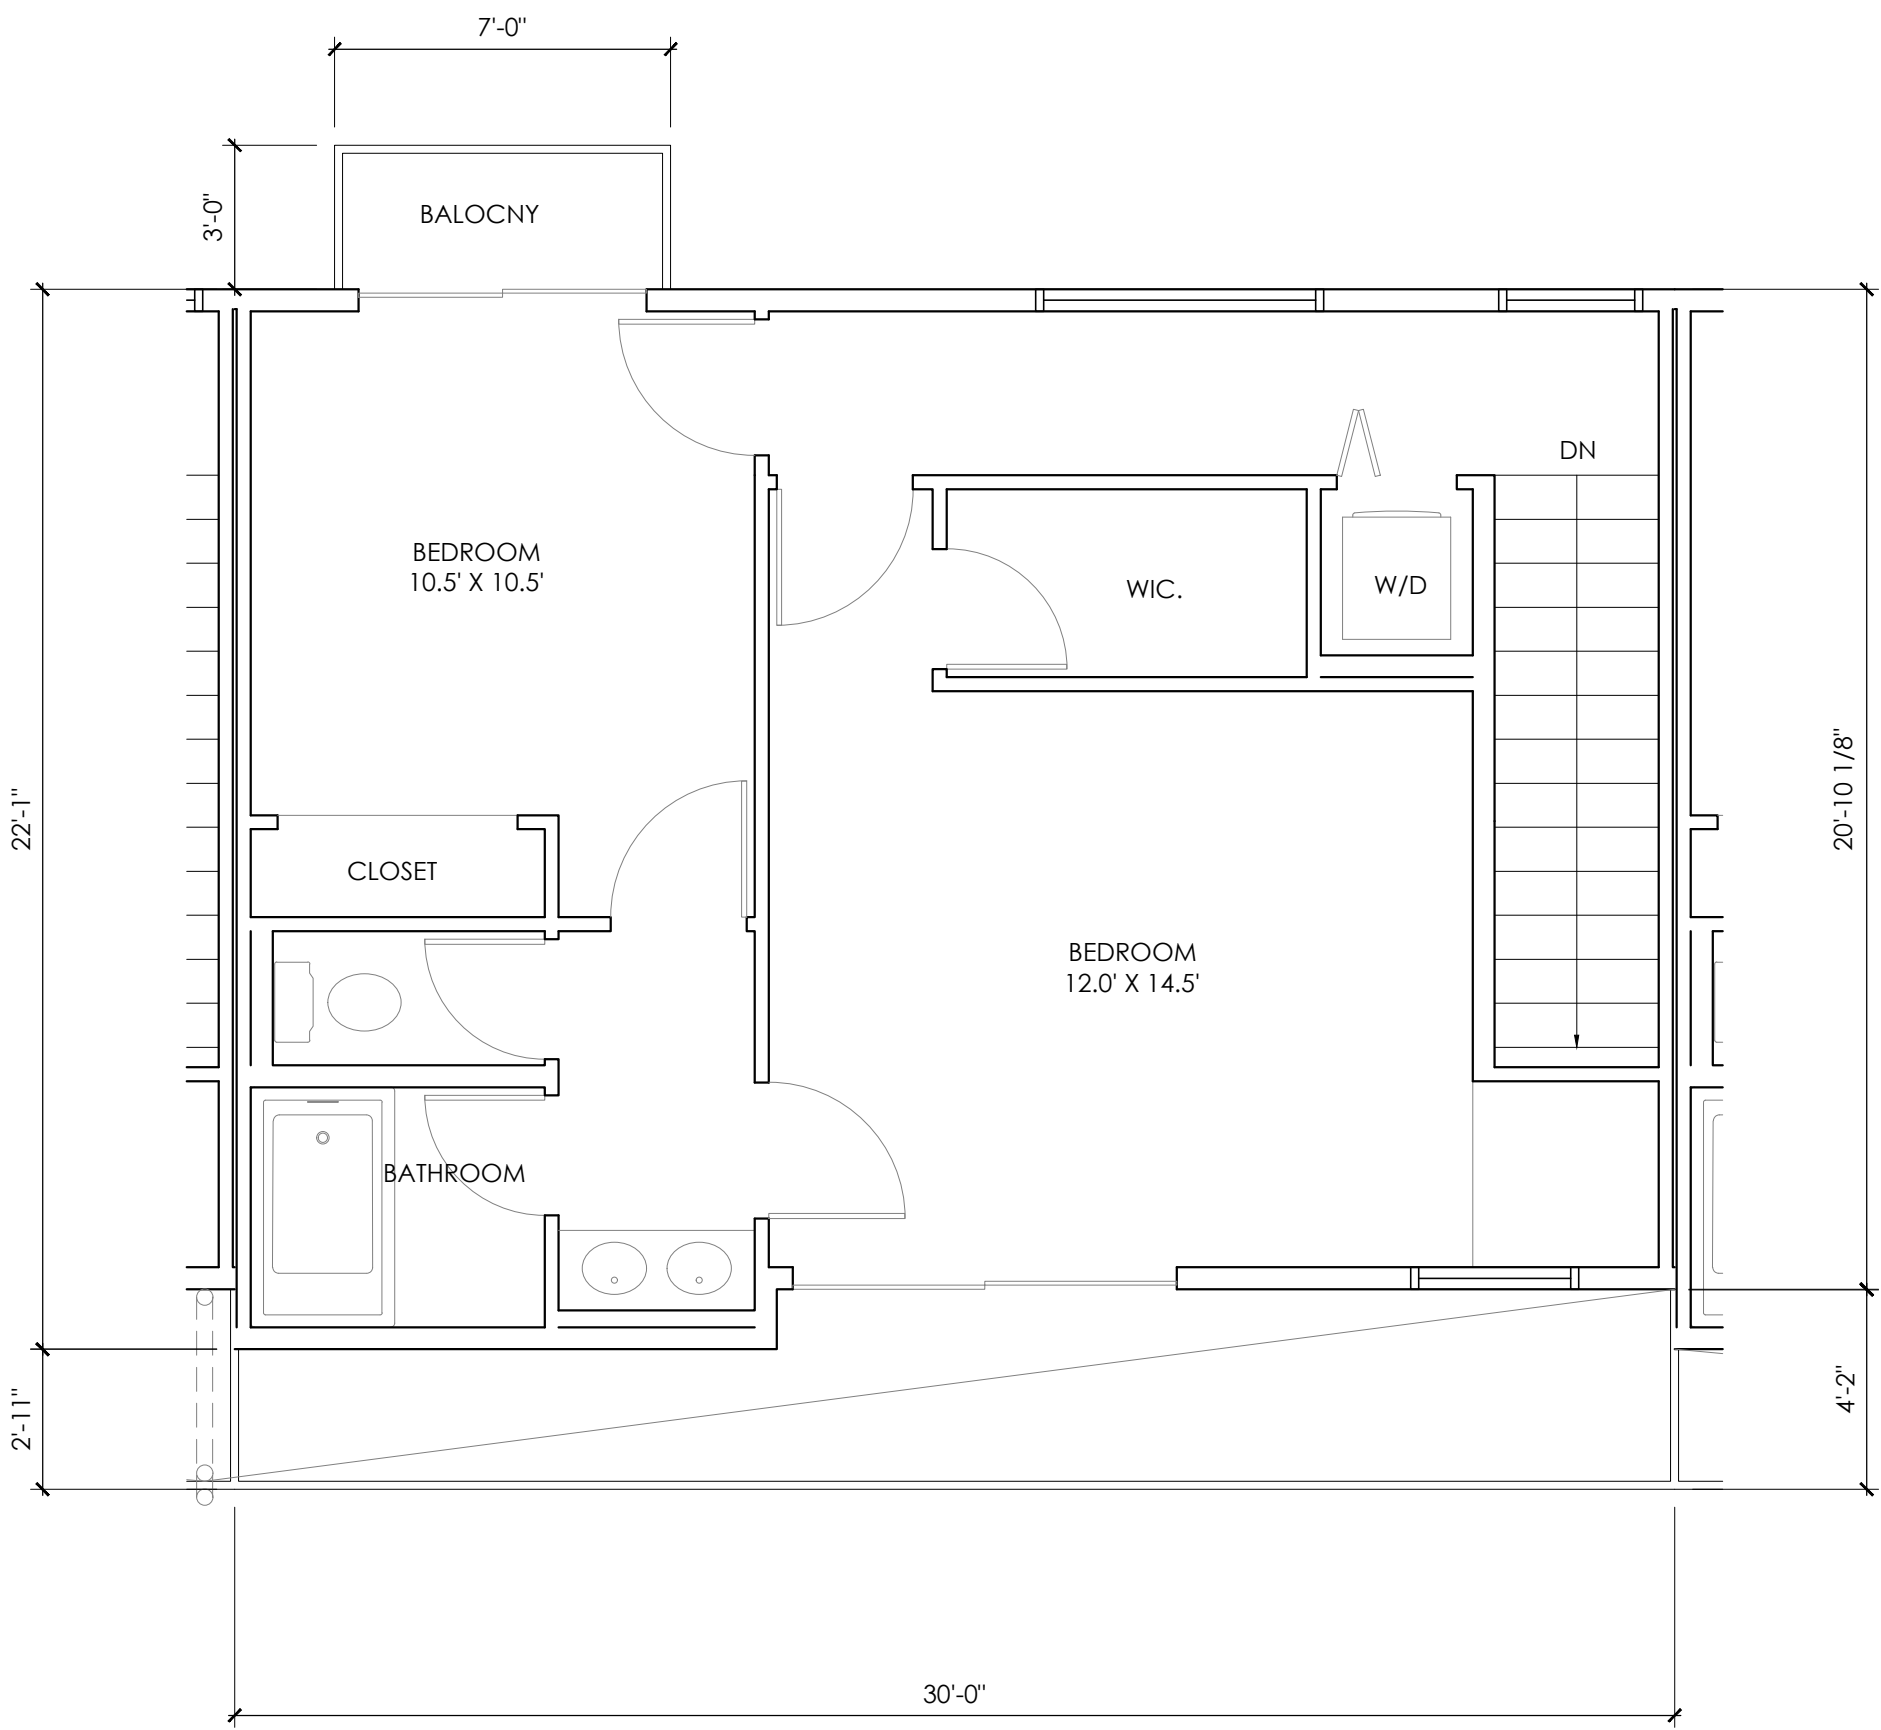 7'-0"
3'-0"
BALOCNY
DN
BEDROOM
10.5' X 10.5'
WIC.
W/D
22'-1"
20'-10 1/8"
CLOSET
BEDROOM
12.0' X 14.5'
BATHROOM
2'-11"
4'-2"
30'-0"